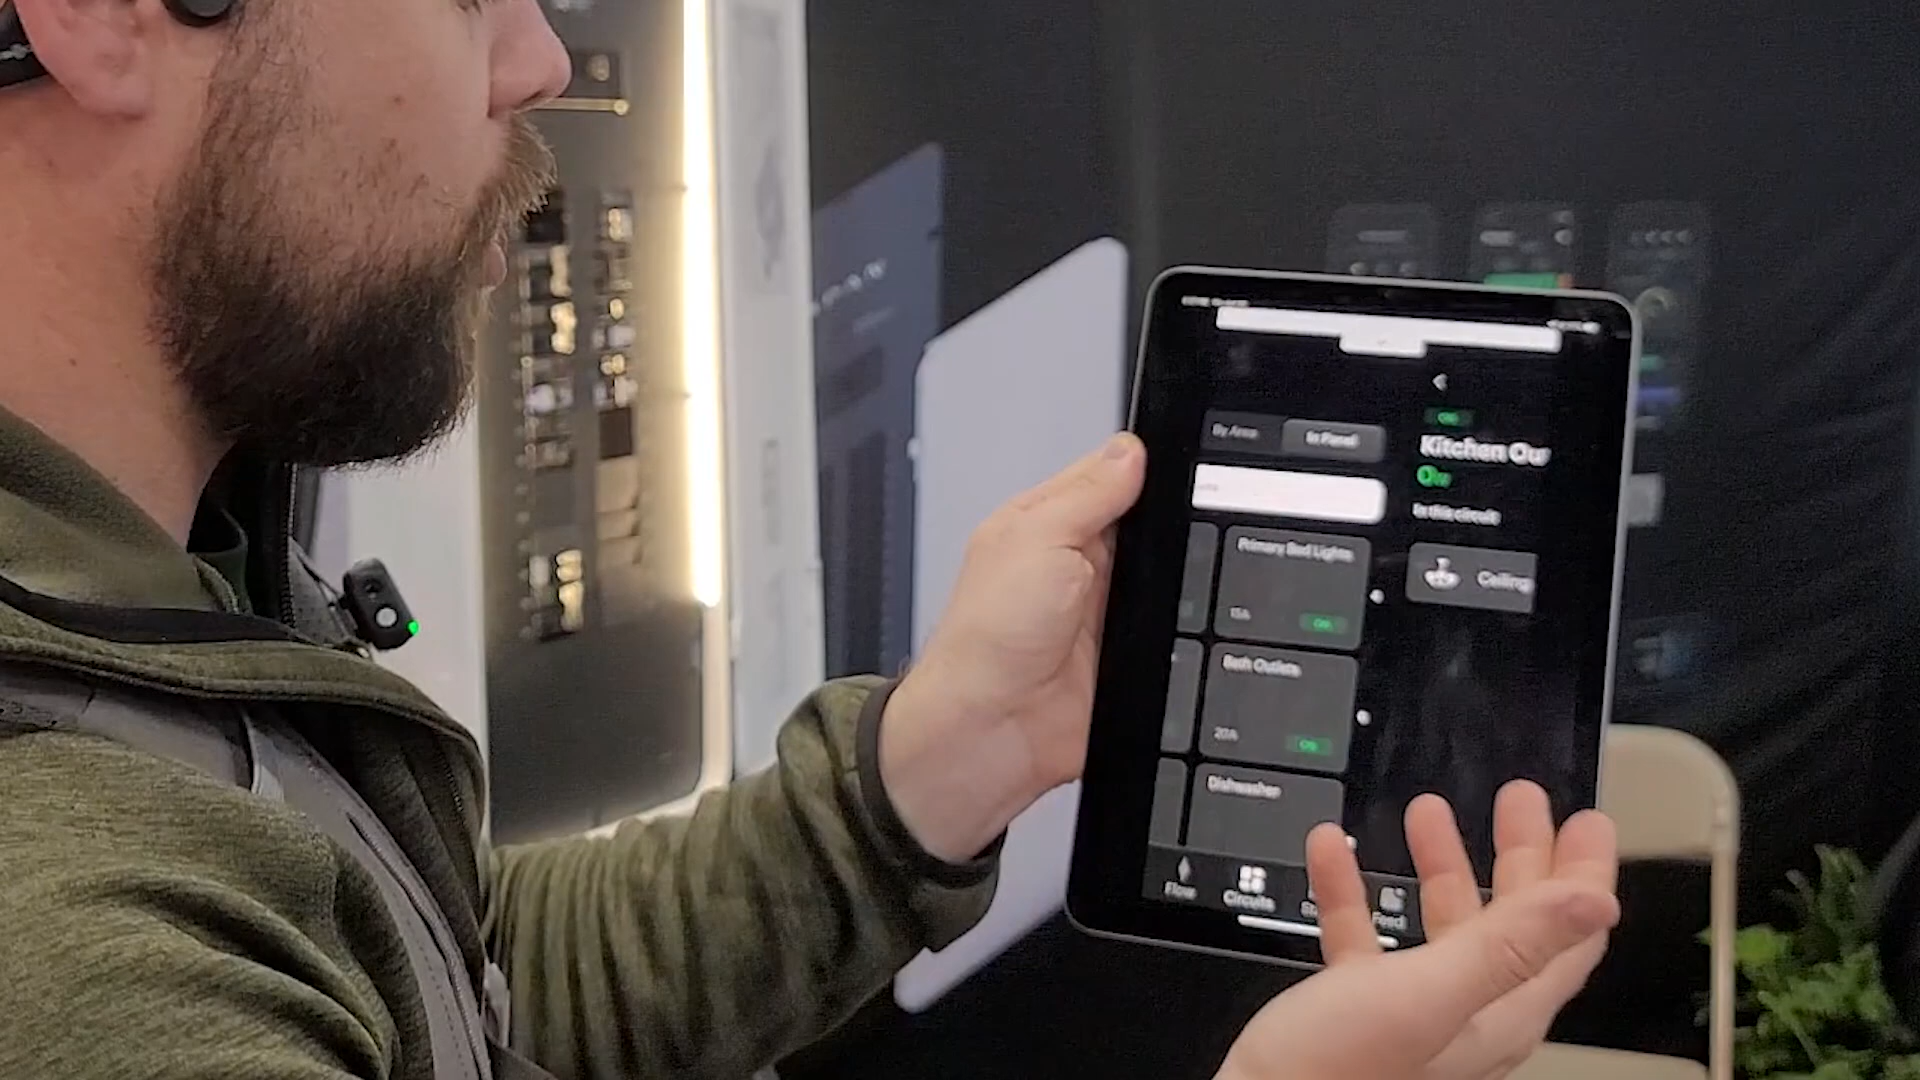 By Area
In Panel
ON
Kitchen Ou
0w
In this circuit
Ceiling
Primary Bed Lights
15A
ON
Bath Outlets
20A
ON
Dishwasher
Flow
Circuits